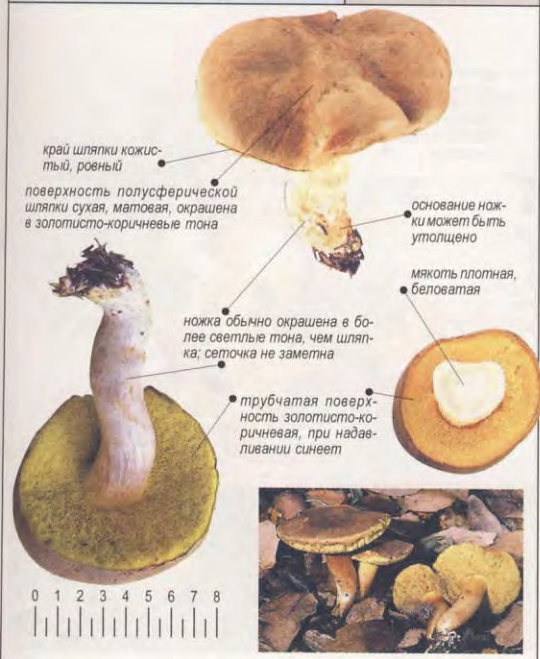 край шляпки кожис-
тый, ровный
поверхность полусферической
шляпки сухая, матовая, окрашена
в золотисто-коричневые тона
основание нож-
ки может быть
утолщено
мякоть плотная,
беловатая
ножка обычно окрашена в бо-
лее светлые тона, чем шляп-
ка; сеточка не заметна
трубчатая поверх-
ность золотисто-ко-
ричневая, при надав-
ливании синеет
0 1 2 3 4 5 6 7 8